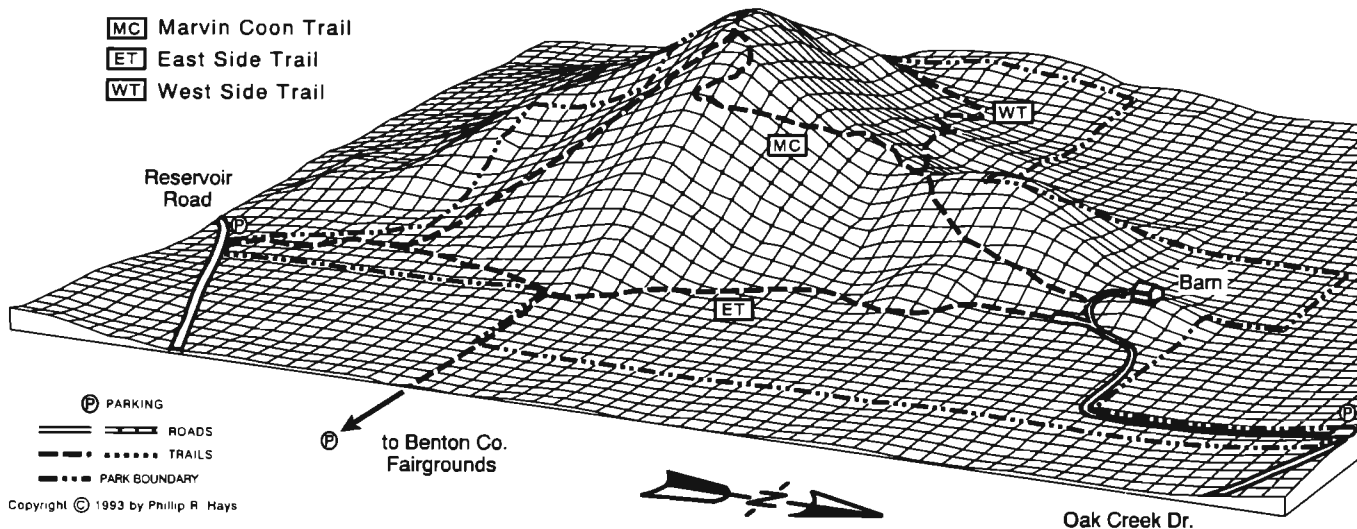 MC Marvin Coon Trail
ET East Side Trail
WT West Side Trail
WT
MC
Reservoir
Road
P
Barn
ET
P PARKING
ROADS
TRAILS
PARK BOUNDARY
Copyright © 1993 by Phillip R. Hays
P
to Benton Co.
Fairgrounds
N
P
Oak Creek Dr.